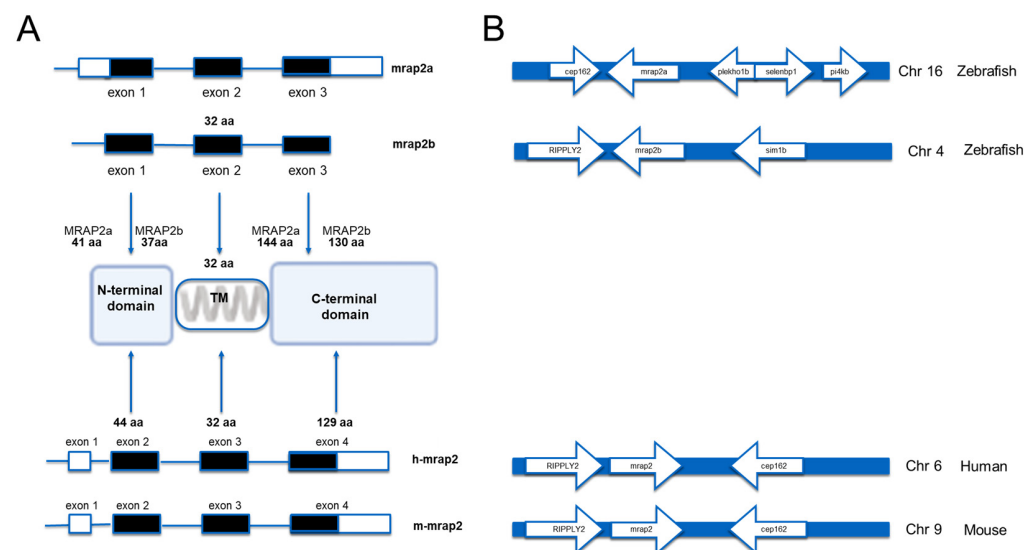 A
mrap2a
exon 1 exon 2 exon 3
32 aa
mrap2b
exon 1 exon 2 exon 3
MRAP2a MRAP2b MRAP2a MRAP2b
41 aa 37aa 144 aa 130 aa
32 aa
N-terminal
domain
TM
C-terminal
domain
44 aa 32 aa 129 aa
exon 1 exon 2 exon 3 exon 4
h-mrap2
exon 1 exon 2 exon 3 exon 4
m-mrap2
B
cep162 mrap2a plekho1b selenbp1 pi4kb Chr 16 Zebrafish
RIPPLY2 mrap2b sim1b Chr 4 Zebrafish
RIPPLY2 mrap2 cep162 Chr 6 Human
RIPPLY2 mrap2 cep162 Chr 9 Mouse